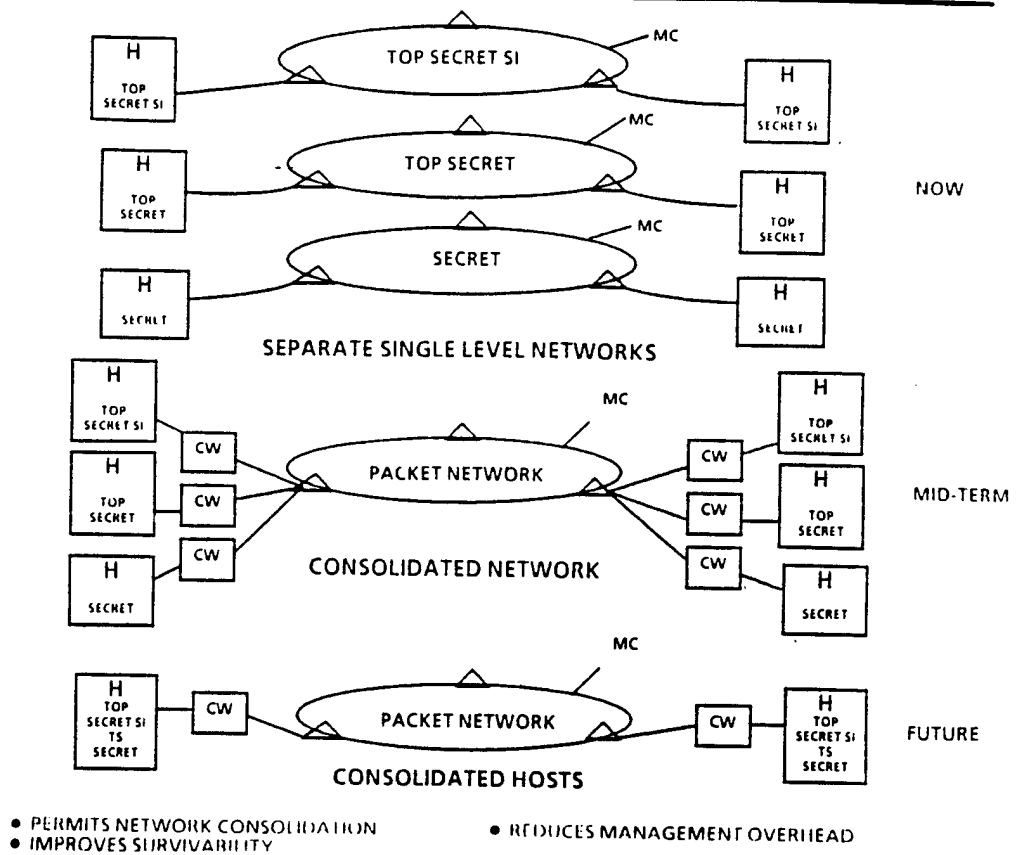 MC
H
TOP
SECRET SI
TOP SECRET SI
H
TOP
SECRET SI
MC
H
TOP
SECRET
TOP SECRET
H
TOP
SECRET
NOW
MC
H
SECRET
SECRET
H
SECRET
SEPARATE SINGLE LEVEL NETWORKS
H
TOP
SECRET SI
MC
H
TOP
SECRET SI
CW
CW
H
TOP
SECRET
CW
PACKET NETWORK
CW
H
TOP
SECRET
MID-TERM
H
SECRET
CW
CONSOLIDATED NETWORK
CW
H
SECRET
MC
H
TOP
SECRET SI
TS
SECRET
CW
PACKET NETWORK
CW
H
TOP
SECRET SI
TS
SECRET
FUTURE
CONSOLIDATED HOSTS
• PERMITS NETWORK CONSOLIDATION
• IMPROVES SURVIVABILITY
• REDUCES MANAGEMENT OVERHEAD